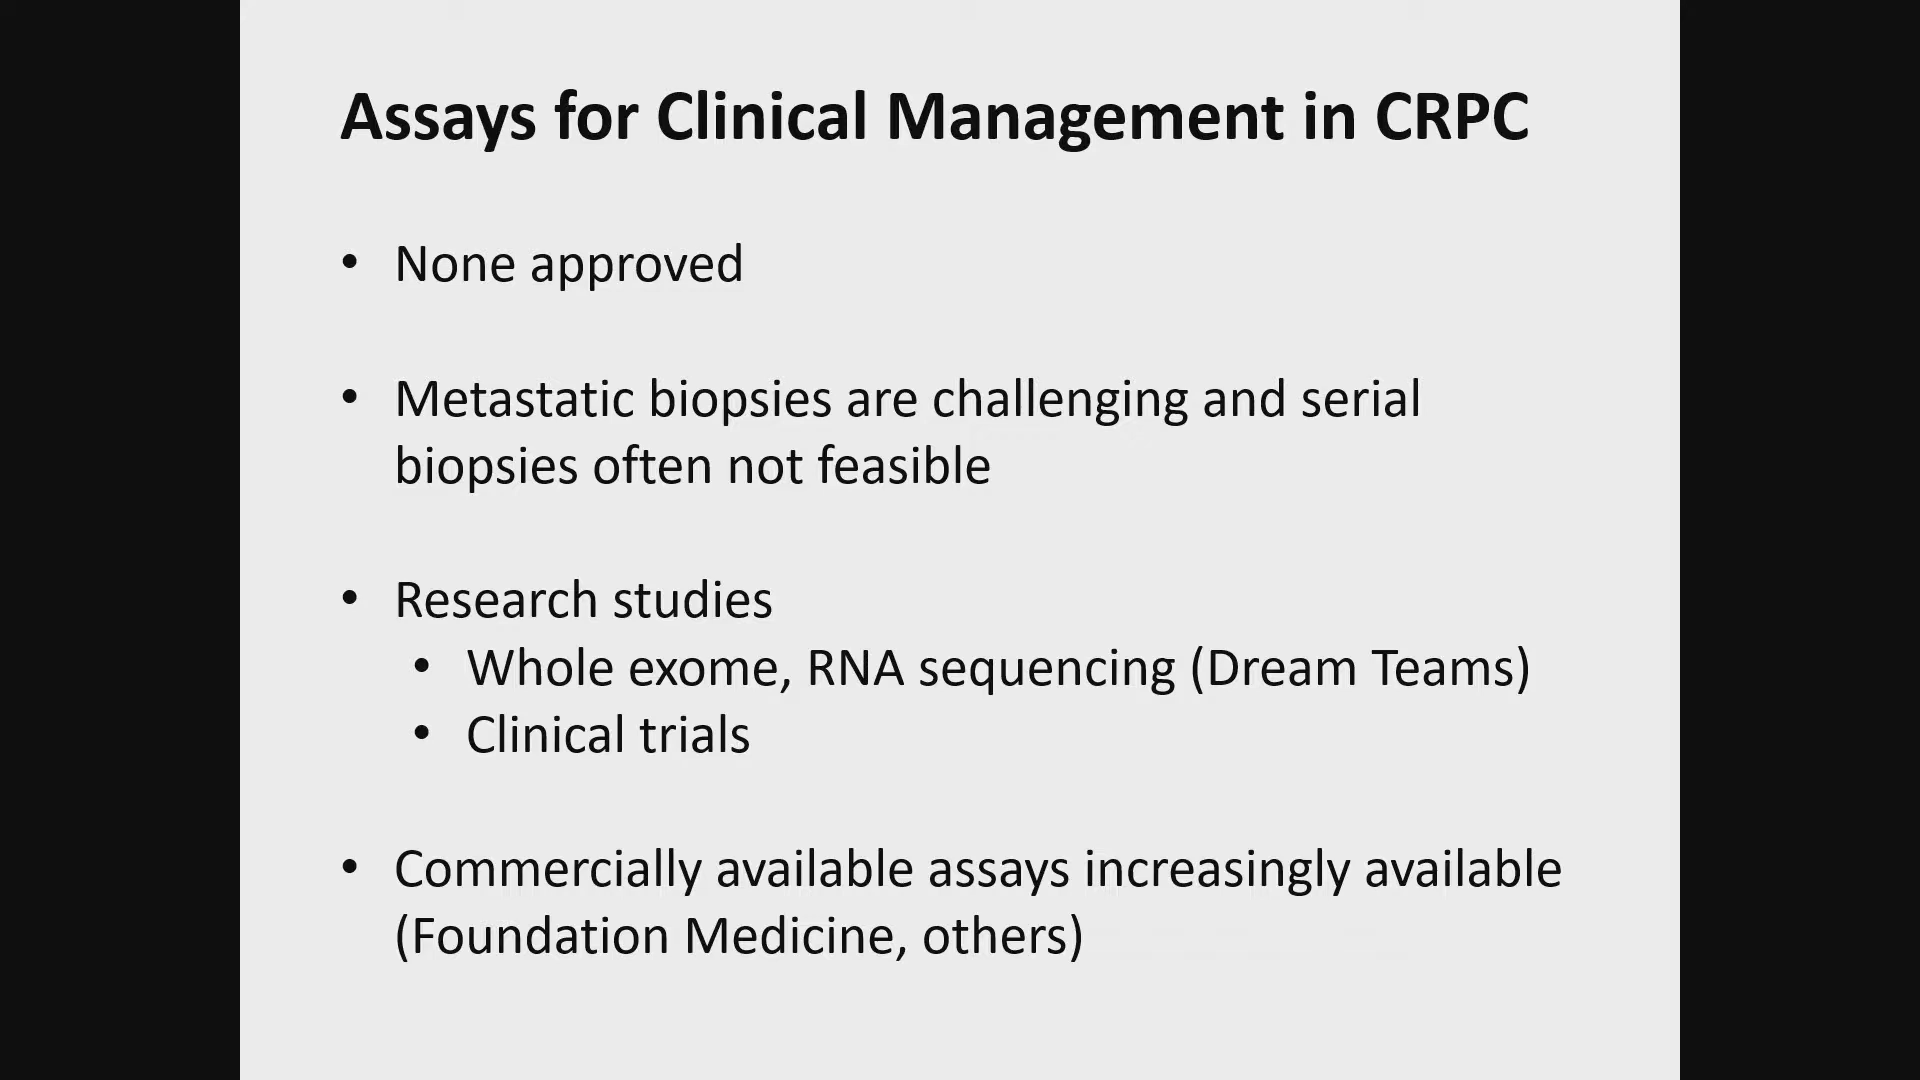 Assays for Clinical Management in CRPC
• None approved
• Metastatic biopsies are challenging and serial
biopsies often not feasible
• Research studies
• Whole exome, RNA sequencing (Dream Teams)
• Clinical trials
• Commercially available assays increasingly available
(Foundation Medicine, others)